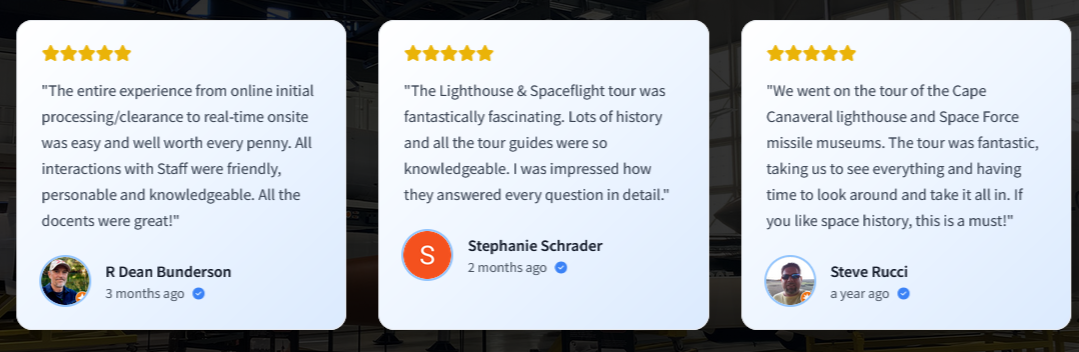 "The entire experience from online initial
processing/clearance to real-time onsite
was easy and well worth every penny. All
interactions with Staff were friendly,
personable and knowledgeable. All the
docents were great!"
R Dean Bunderson
3 months ago
"The Lighthouse & Spaceflight tour was
fantastically fascinating. Lots of history
and all the tour guides were so
knowledgeable. I was impressed how
they answered every question in detail."
S
Stephanie Schrader
2 months ago
"We went on the tour of the Cape
Canaveral lighthouse and Space Force
missile museums. The tour was fantastic,
taking us to see everything and having
time to look around and take it all in. If
you like space history, this is a must!"
Steve Rucci
a year ago